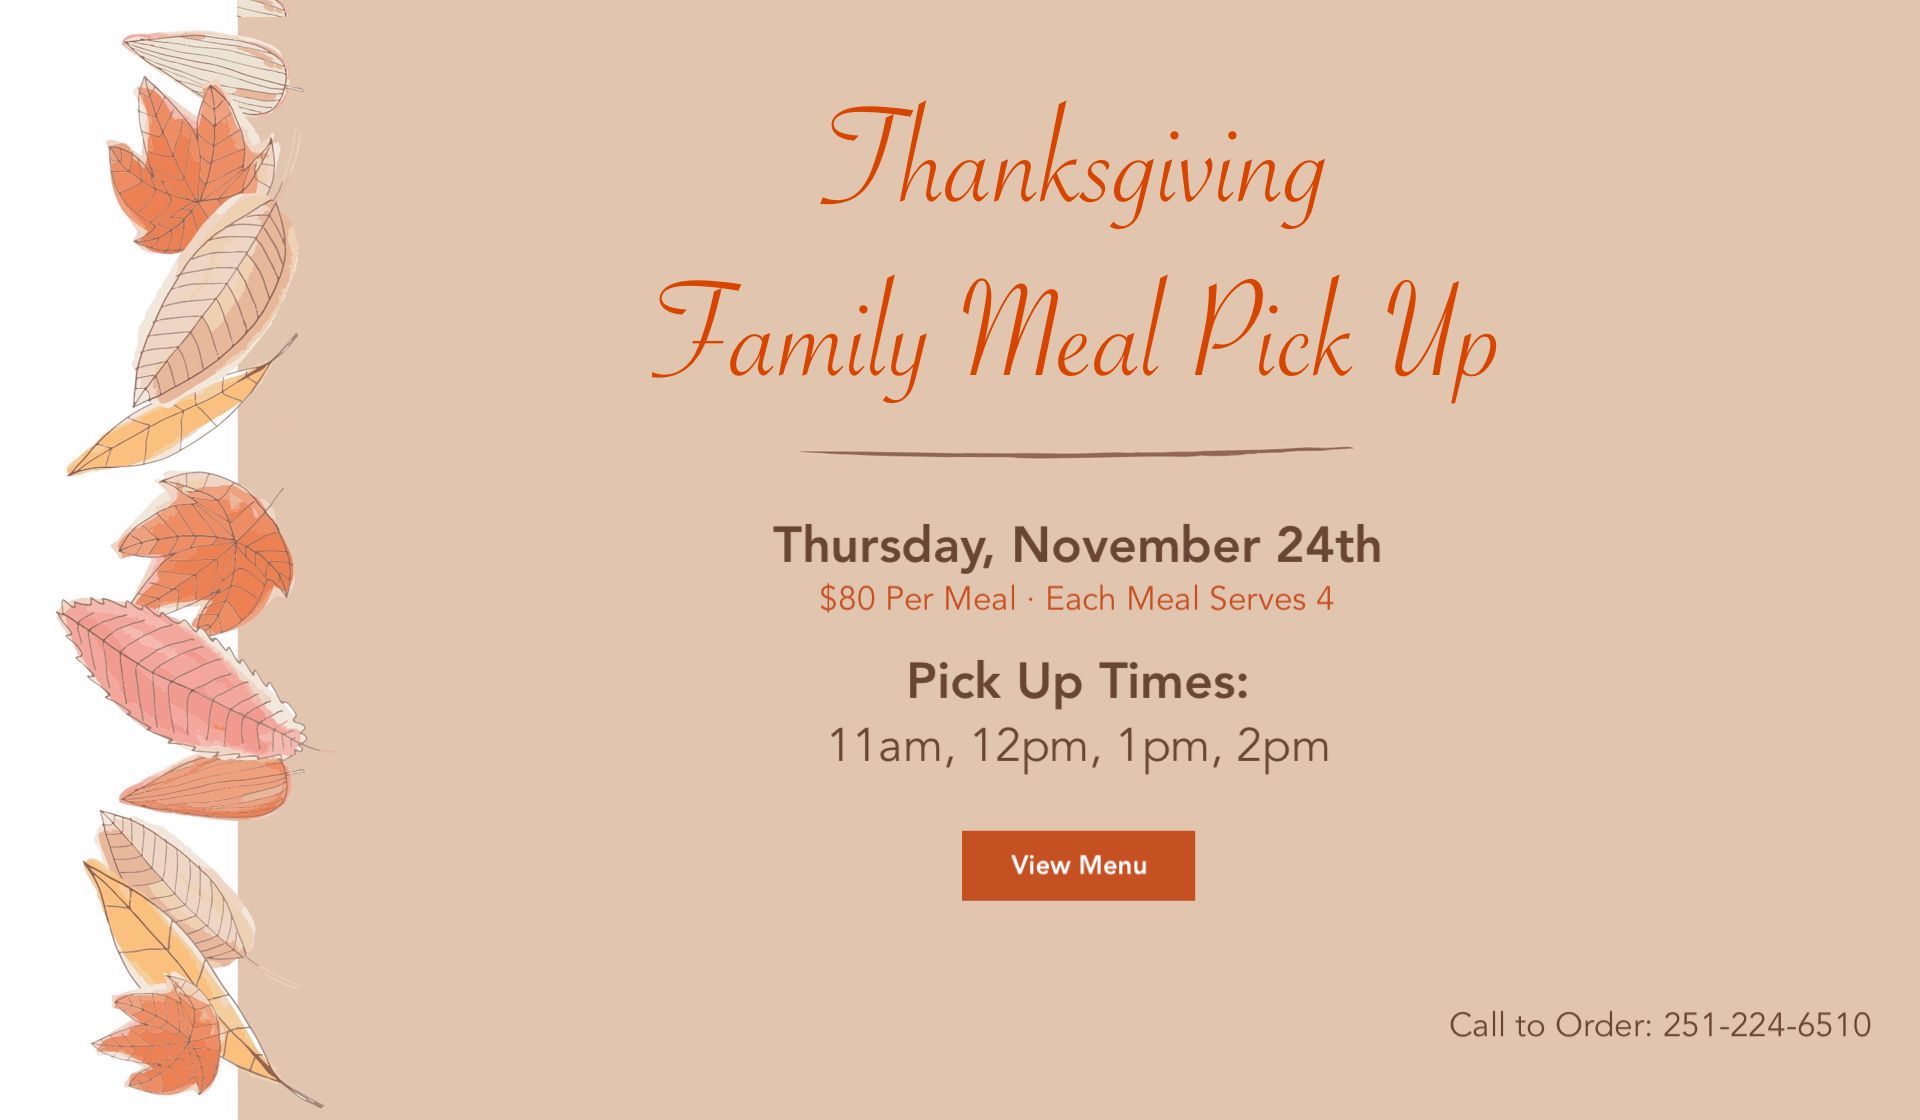 Thanksgiving
Family Meal Pick Up
Thursday, November 24th
$80 Per Meal · Each Meal Serves 4
Pick Up Times:
11am, 12pm, 1pm, 2pm
View Menu
Call to Order: 251-224-6510